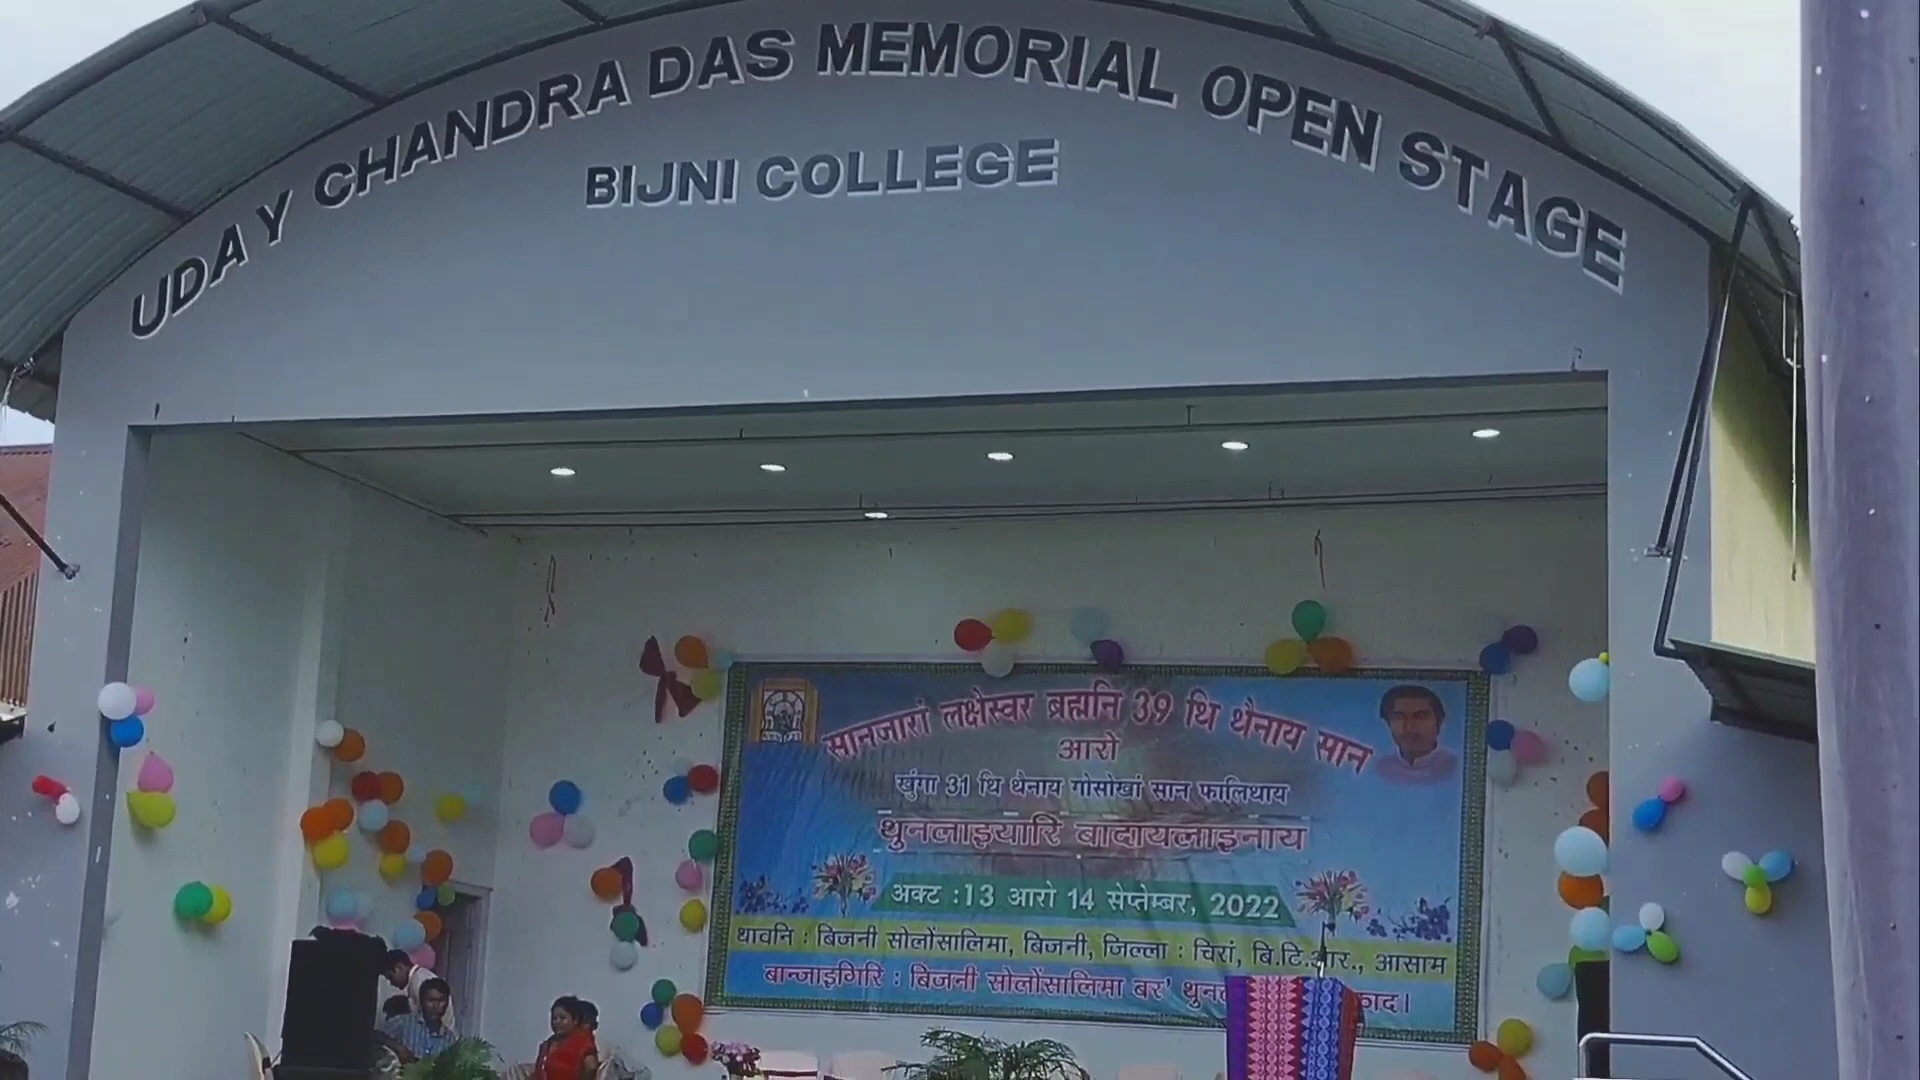 UDAY CHANDRA DAS MEMORIAL OPEN STAGE
BIJNI COLLEGE
सानजारां लक्षेस्वर ब्रह्मनि 39 थि थैनाय सान
आरो
खुंगा 31 थि थैनाय गोसोखां सान फालिथाय
थुनलाइयारि बादायलाइनाय
अक्ट :13 आरो 14 सेप्तेम्बर, 2022
थावनि : बिजनी सोलोंसालिमा, बिजनी, जिल्ला : चिरां, बि.टि.आर., आसाम
बान्जाइगिरि : बिजनी सोलोंसालिमा बर'